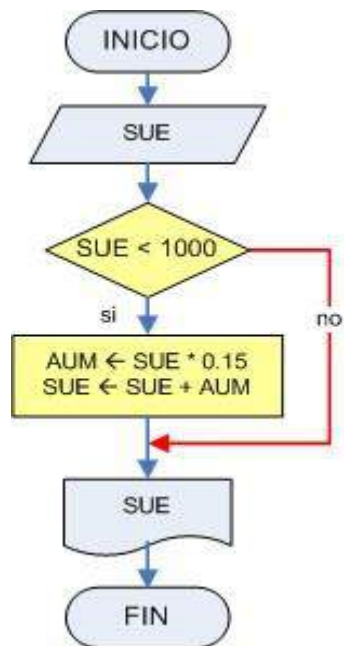 INICIO
SUE
SUE < 1000
si
no
AUM ← SUE * 0.15
SUE ← SUE + AUM
SUE
FIN